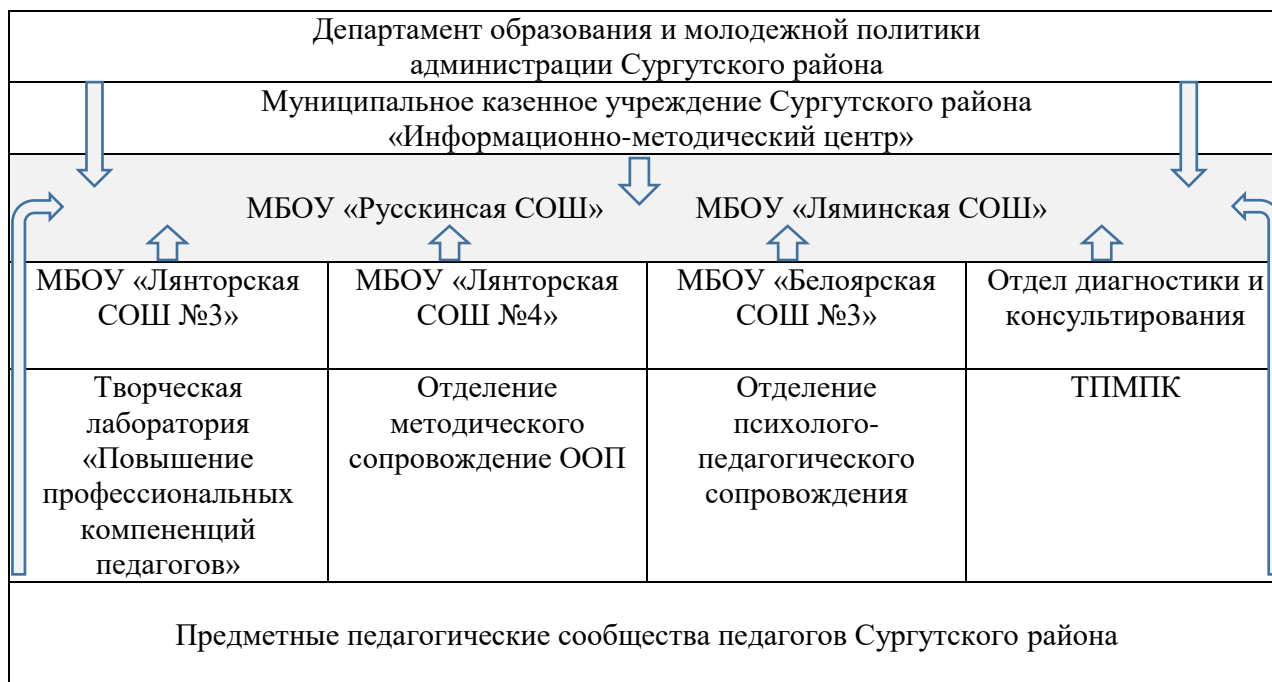 Департамент образования и молодежной политики
администрации Сургутского района
Муниципальное казенное учреждение Сургутского района
«Информационно-методический центр»
МБОУ «Русскинсая СОШ» МБОУ «Ляминская СОШ»
МБОУ «Лянторская
СОШ №3»
МБОУ «Лянторская
СОШ №4»
МБОУ «Белоярская
СОШ №3»
Отдел диагностики и
консультирования
Творческая
лаборатория
«Повышение
профессиональных
компененций
педагогов»
Отделение
методического
сопровождение ООП
Отделение
психолого-
педагогического
сопровождения
ТПМПК
Предметные педагогические сообщества педагогов Сургутского района